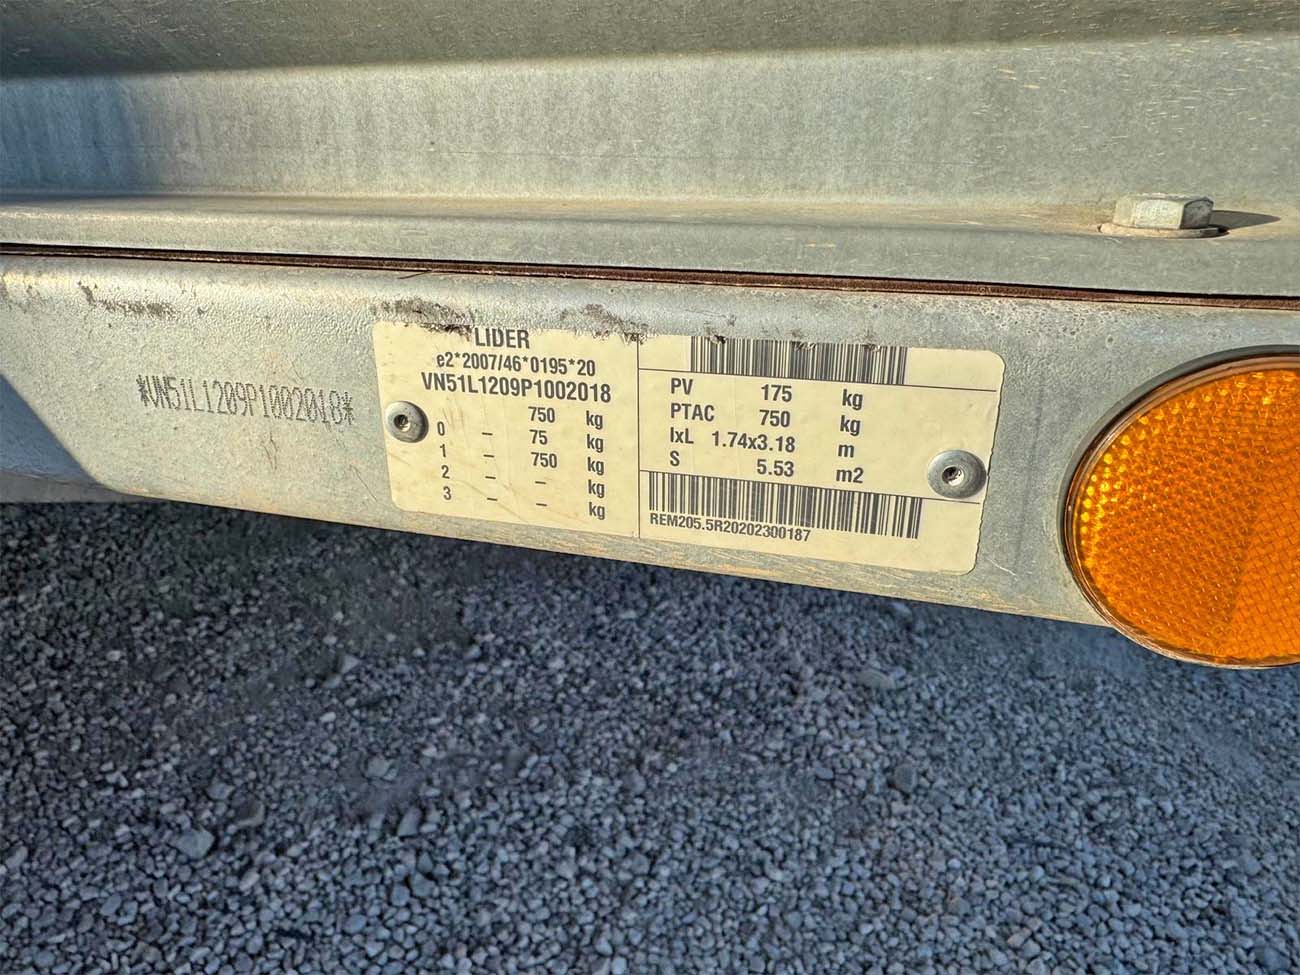 *VN51L1209P1002018*
LIDER
e2*2007/46*0195*20
VN51L1209P1002018
750 kg
0 – 75 kg
1 – 750 kg
2 – – kg
3 – – kg
PV 175 kg
PTAC 750 kg
lxL 1.74x3.18 m
S 5.53 m2
REM205.5R20202300187